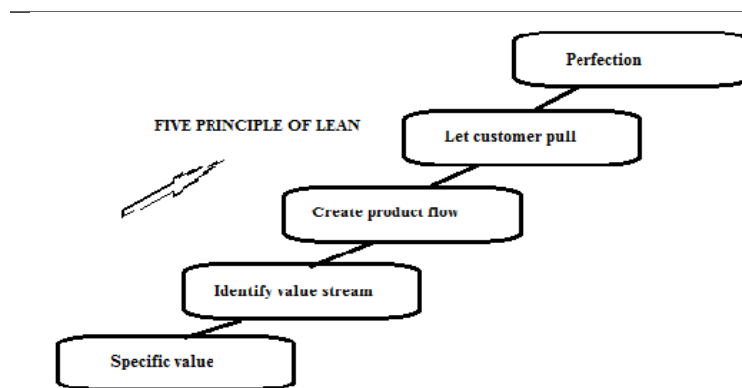 Perfection
FIVE PRINCIPLE OF LEAN
Let customer pull
Create product flow
Identify value stream
Specific value